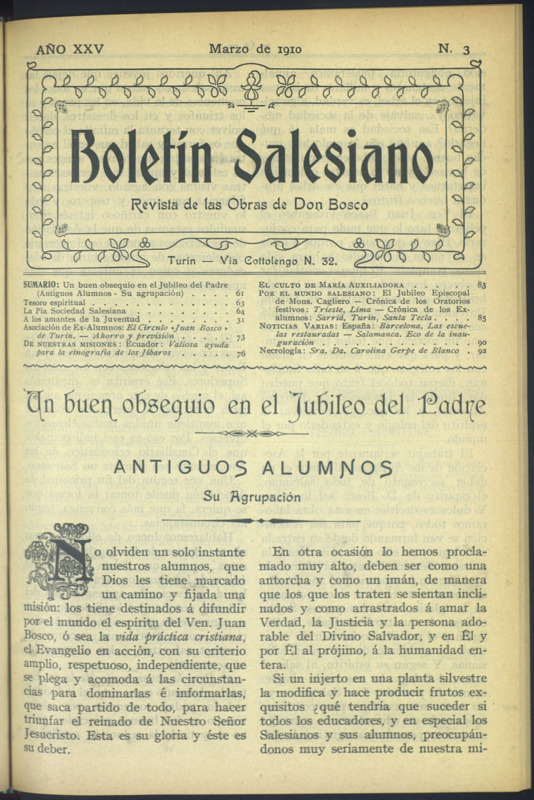 AÑO XXV Marzo de 1910 N. 3
Boletín Salesiano
Revista de las Obras de Don Bosco
Turín — Via Cottolengo N. 32.
SUMARIO: Un buen obsequio en el Jubileo del Padre
(Antiguos Alumnos - Su agrupación) . . . . 61
Tesoro espiritual . . . . . . . . . . . 63
La Pía Sociedad Salesiana . . . . . . . . 64
A los amantes de la Juventud . . . . . . . 31
Asociación de Ex-Alumnos: El Círculo «Juan Bosco»
de Turín. — Ahorro y previsión . . . . . 73
DE NUESTRAS MISIONES: Ecuador: Valiosa ayuda
para la etnografía de los Jíbaros . . . . . 76
EL CULTO DE MARÍA AUXILIADORA . . . . . . 83
POR EL MUNDO SALESIANO: El Jubileo Episcopal
de Mons. Cagliero — Crónica de los Oratorios
festivos: Trieste, Lima — Crónica de los Ex-
alumnos: Sarriá, Turín, Santa Tecla . . . . 85
NOTICIAS VARIAS: España: Barcelona, Las escue-
las restauradas — Salamanca. Eco de la inau-
guración . . . . . . . . . . . . 90
Necrología: Sra. Da. Carolina Gerpe de Blanco . 92
Un buen obsequio en el Jubileo del Padre
ANTIGUOS ALUMNOS
Su Agrupación
No olviden un solo instante
nuestros alumnos, que
Dios les tiene marcado
un camino y fijada una
misión: los tiene destinados á difundir
por el mundo el espíritu del Ven. Juan
Bosco, ó sea la vida práctica cristiana,
el Evangelio en acción, con su criterio
amplio, respetuoso, independiente, que
se plega y acomoda á las circunstan-
cias para dominarlas é informarlas,
que saca partido de todo, para hacer
triunfar el reinado de Nuestro Señor
Jesucristo. Esta es su gloria y éste es
su deber.
En otra ocasión lo hemos procla-
mado muy alto, deben ser como una
antorcha y como un imán, de manera
que los que los traten se sientan incli-
nados y como arrastrados á amar la
Verdad, la Justicia y la persona ado-
rable del Divino Salvador, y en Él y
por Él al prójimo, á la humanidad en-
tera.
Si un injerto en una planta silvestre
la modifica y hace producir frutos ex-
quisitos ¿qué tendría que suceder si
todos los educadores, y en especial los
Salesianos y sus alumnos, preocupán-
donos muy seriamente de nuestra mi-